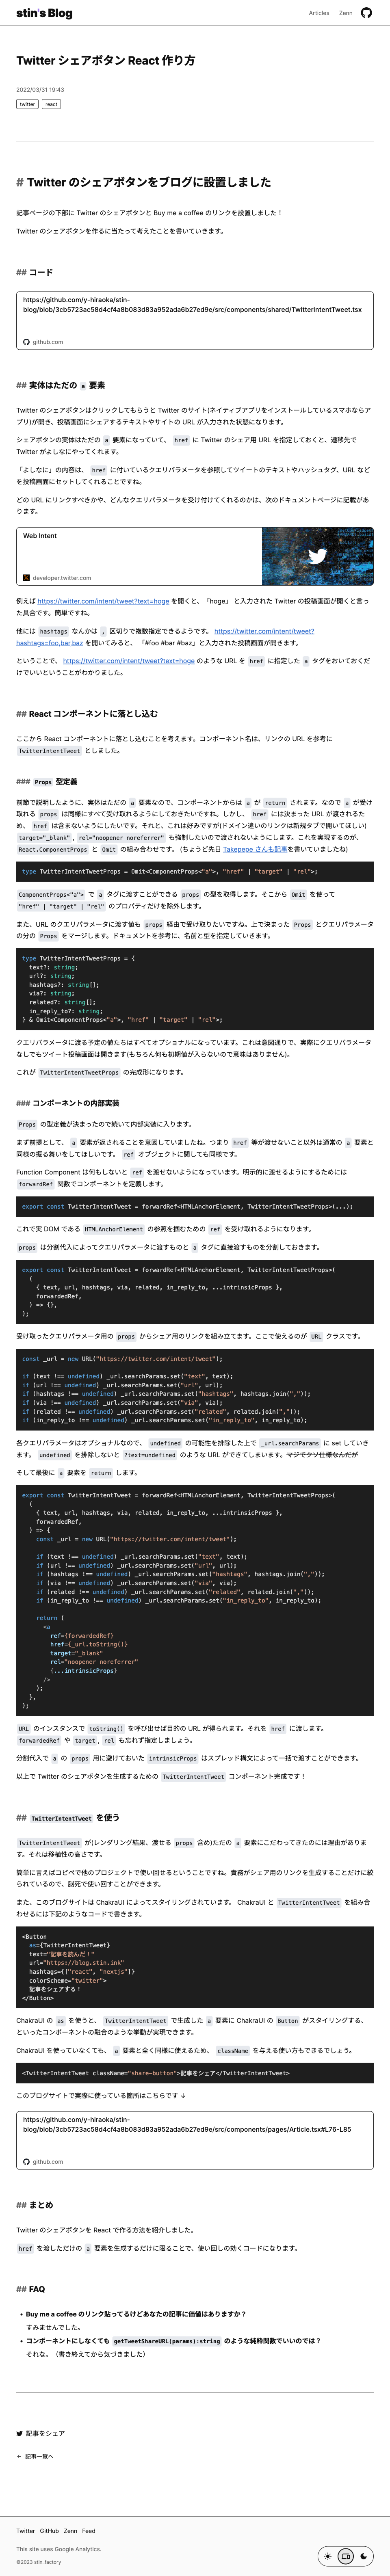 stin's Blog
Articles
Zenn
Twitter シェアボタン React 作り方
2022/03/31 19:43
twitter
react
# Twitter のシェアボタンをブログに設置しました
記事ページの下部に Twitter のシェアボタンと Buy me a coffee のリンクを設置しました！
Twitter のシェアボタンを作るに当たって考えたことを書いていきます。
## コード
https://github.com/y-hiraoka/stin-
blog/blob/3cb5723ac58d4cf4a8b083d83a952ada6b27ed9e/src/components/shared/TwitterIntentTweet.tsx
github.com
## 実体はただの a 要素
Twitter のシェアボタンはクリックしてもらうと Twitter のサイト(ネイティブアプリをインストールしているスマホならアプリ)が開き、投稿画面にシェアするテキストやサイトの URL が入力された状態になります。
シェアボタンの実体はただの a 要素になっていて、 href に Twitter のシェア用 URL を指定しておくと、遷移先で
Twitter がよしなにやってくれます。
「よしなに」の内容は、 href に付いているクエリパラメータを参照してツイートのテキストやハッシュタグ、URL など
を投稿画面にセットしてくれることですね。
どの URL にリンクすべきかや、どんなクエリパラメータを受け付けてくれるのかは、次のドキュメントページに記載があ
ります。
Web Intent
developer.twitter.com
例えば https://twitter.com/intent/tweet?text=hoge を開くと、「hoge」 と入力された Twitter の投稿画面が開くと言っ
た具合です。簡単ですね。
他には hashtags なんかは , 区切りで複数指定できるようです。 https://twitter.com/intent/tweet?
hashtags=foo,bar,baz を開いてみると、 「#foo #bar #baz」と入力された投稿画面が開きます。
ということで、 https://twitter.com/intent/tweet?text=hoge のような URL を href に指定した a タグをおいておくだ
けでいいということがわかりました。
## React コンポーネントに落とし込む
ここから React コンポーネントに落とし込むことを考えます。コンポーネント名は、リンクの URL を参考に
TwitterIntentTweet としました。
### Props 型定義
前節で説明したように、実体はただの a 要素なので、コンポーネントからは a が return されます。なので a が受け
取れる props は同様にすべて受け取れるようにしておきたいですね。しかし、 href には決まった URL が渡されるた
め、 href は含まないようにしたいです。それと、これは好みですが(ドメイン違いのリンクは新規タブで開いてほしい)
target="_blank" , rel="noopener noreferrer" も強制したいので渡されないようにします。これを実現するのが、
React.ComponentProps と Omit の組み合わせです。 (ちょうど先日 Takepepe さんも記事を書いていましたね)
type TwitterIntentTweetProps = Omit<ComponentProps<"a">, "href" | "target" | "rel">;
ComponentProps<"a"> で a タグに渡すことができる props の型を取得します。そこから Omit を使って
"href" | "target" | "rel" のプロパティだけを除外します。
また、URL のクエリパラメータに渡す値も props 経由で受け取りたいですね。上で決まった Props とクエリパラメータ
の分の Props をマージします。ドキュメントを参考に、名前と型を指定していきます。
type TwitterIntentTweetProps = {
text?: string;
url?: string;
hashtags?: string[];
via?: string;
related?: string[];
in_reply_to?: string;
} & Omit<ComponentProps<"a">, "href" | "target" | "rel">;
クエリパラメータに渡る予定の値たちはすべてオプショナルになっています。これは意図通りで、実際にクエリパラメータ
なしでもツイート投稿画面は開きます(もちろん何も初期値が入らないので意味はありません)。
これが TwitterIntentTweetProps の完成形になります。
### コンポーネントの内部実装
Props の型定義が決まったので続いて内部実装に入ります。
まず前提として、 a 要素が返されることを意図していましたね。つまり href 等が渡せないこと以外は通常の a 要素と
同様の振る舞いをしてほしいです。 ref オブジェクトに関しても同様です。
Function Component は何もしないと ref を渡せないようになっています。明示的に渡せるようにするためには
forwardRef 関数でコンポーネントを定義します。
export const TwitterIntentTweet = forwardRef<HTMLAnchorElement, TwitterIntentTweetProps>(...);
これで実 DOM である HTMLAnchorElement の参照を掴むための ref を受け取れるようになります。
props は分割代入によってクエリパラメータに渡すものと a タグに直接渡すものを分割しておきます。
export const TwitterIntentTweet = forwardRef<HTMLAnchorElement, TwitterIntentTweetProps>(
(
{ text, url, hashtags, via, related, in_reply_to, ...intrinsicProps },
forwardedRef,
) => {},
);
受け取ったクエリパラメータ用の props からシェア用のリンクを組み立てます。ここで使えるのが URL クラスです。
const _url = new URL("https://twitter.com/intent/tweet");
if (text !== undefined) _url.searchParams.set("text", text);
if (url !== undefined) _url.searchParams.set("url", url);
if (hashtags !== undefined) _url.searchParams.set("hashtags", hashtags.join(","));
if (via !== undefined) _url.searchParams.set("via", via);
if (related !== undefined) _url.searchParams.set("related", related.join(","));
if (in_reply_to !== undefined) _url.searchParams.set("in_reply_to", in_reply_to);
各クエリパラメータはオプショナルなので、 undefined の可能性を排除した上で _url.searchParams に set していき
ます。 undefined を排除しないと ?text=undefined のような URL ができてしまいます。マジでクソ仕様なんだが
そして最後に a 要素を return します。
export const TwitterIntentTweet = forwardRef<HTMLAnchorElement, TwitterIntentTweetProps>(
(
{ text, url, hashtags, via, related, in_reply_to, ...intrinsicProps },
forwardedRef,
) => {
const _url = new URL("https://twitter.com/intent/tweet");
if (text !== undefined) _url.searchParams.set("text", text);
if (url !== undefined) _url.searchParams.set("url", url);
if (hashtags !== undefined) _url.searchParams.set("hashtags", hashtags.join(","));
if (via !== undefined) _url.searchParams.set("via", via);
if (related !== undefined) _url.searchParams.set("related", related.join(","));
if (in_reply_to !== undefined) _url.searchParams.set("in_reply_to", in_reply_to);
return (
<a
ref={forwardedRef}
href={_url.toString()}
target="_blank"
rel="noopener noreferrer"
{...intrinsicProps}
/>
);
},
);
URL のインスタンスで toString() を呼び出せば目的の URL が得られます。それを href に渡します。
forwardedRef や target , rel も忘れず指定しましょう。
分割代入で a の props 用に避けておいた intrinsicProps はスプレッド構文によって一括で渡すことができます。
以上で Twitter のシェアボタンを生成するための TwitterIntentTweet コンポーネント完成です！
## TwitterIntentTweet を使う
TwitterIntentTweet が(レンダリング結果、渡せる props 含め)ただの a 要素にこだわってきたのには理由がありま
す。それは移植性の高さです。
簡単に言えばコピペで他のプロジェクトで使い回せるということですね。責務がシェア用のリンクを生成することだけに絞
られているので、脳死で使い回すことができます。
また、このブログサイトは ChakraUI によってスタイリングされています。 ChakraUI と TwitterIntentTweet を組み合
わせるには下記のようなコードで書きます。
<Button
as={TwitterIntentTweet}
text="記事を読んだ！"
url="https://blog.stin.ink"
hashtags={["react", "nextjs"]}
colorScheme="twitter">
記事をシェアする！
</Button>
ChakraUI の as を使うと、 TwitterIntentTweet で生成した a 要素に ChakraUI の Button がスタイリングする、
といったコンポーネントの融合のような挙動が実現できます。
ChakraUI を使っていなくても、 a 要素と全く同様に使えるため、 className を与える使い方もできるでしょう。
<TwitterIntentTweet className="share-button">記事をシェア</TwitterIntentTweet>
このブログサイトで実際に使っている箇所はこちらです ↓
https://github.com/y-hiraoka/stin-
blog/blob/3cb5723ac58d4cf4a8b083d83a952ada6b27ed9e/src/components/pages/Article.tsx#L76-L85
github.com
## まとめ
Twitter のシェアボタンを React で作る方法を紹介しました。
href を渡しただけの a 要素を生成するだけに限ることで、使い回しの効くコードになります。
## FAQ
• Buy me a coffee のリンク貼ってるけどあなたの記事に価値はありますか？
すみませんでした。
• コンポーネントにしなくても getTweetShareURL(params):string のような純粋関数でいいのでは？
それな。（書き終えてから気づきました）
記事をシェア
← 記事一覧へ
Twitter GitHub Zenn Feed
This site uses Google Analytics.
©2023 stin_factory